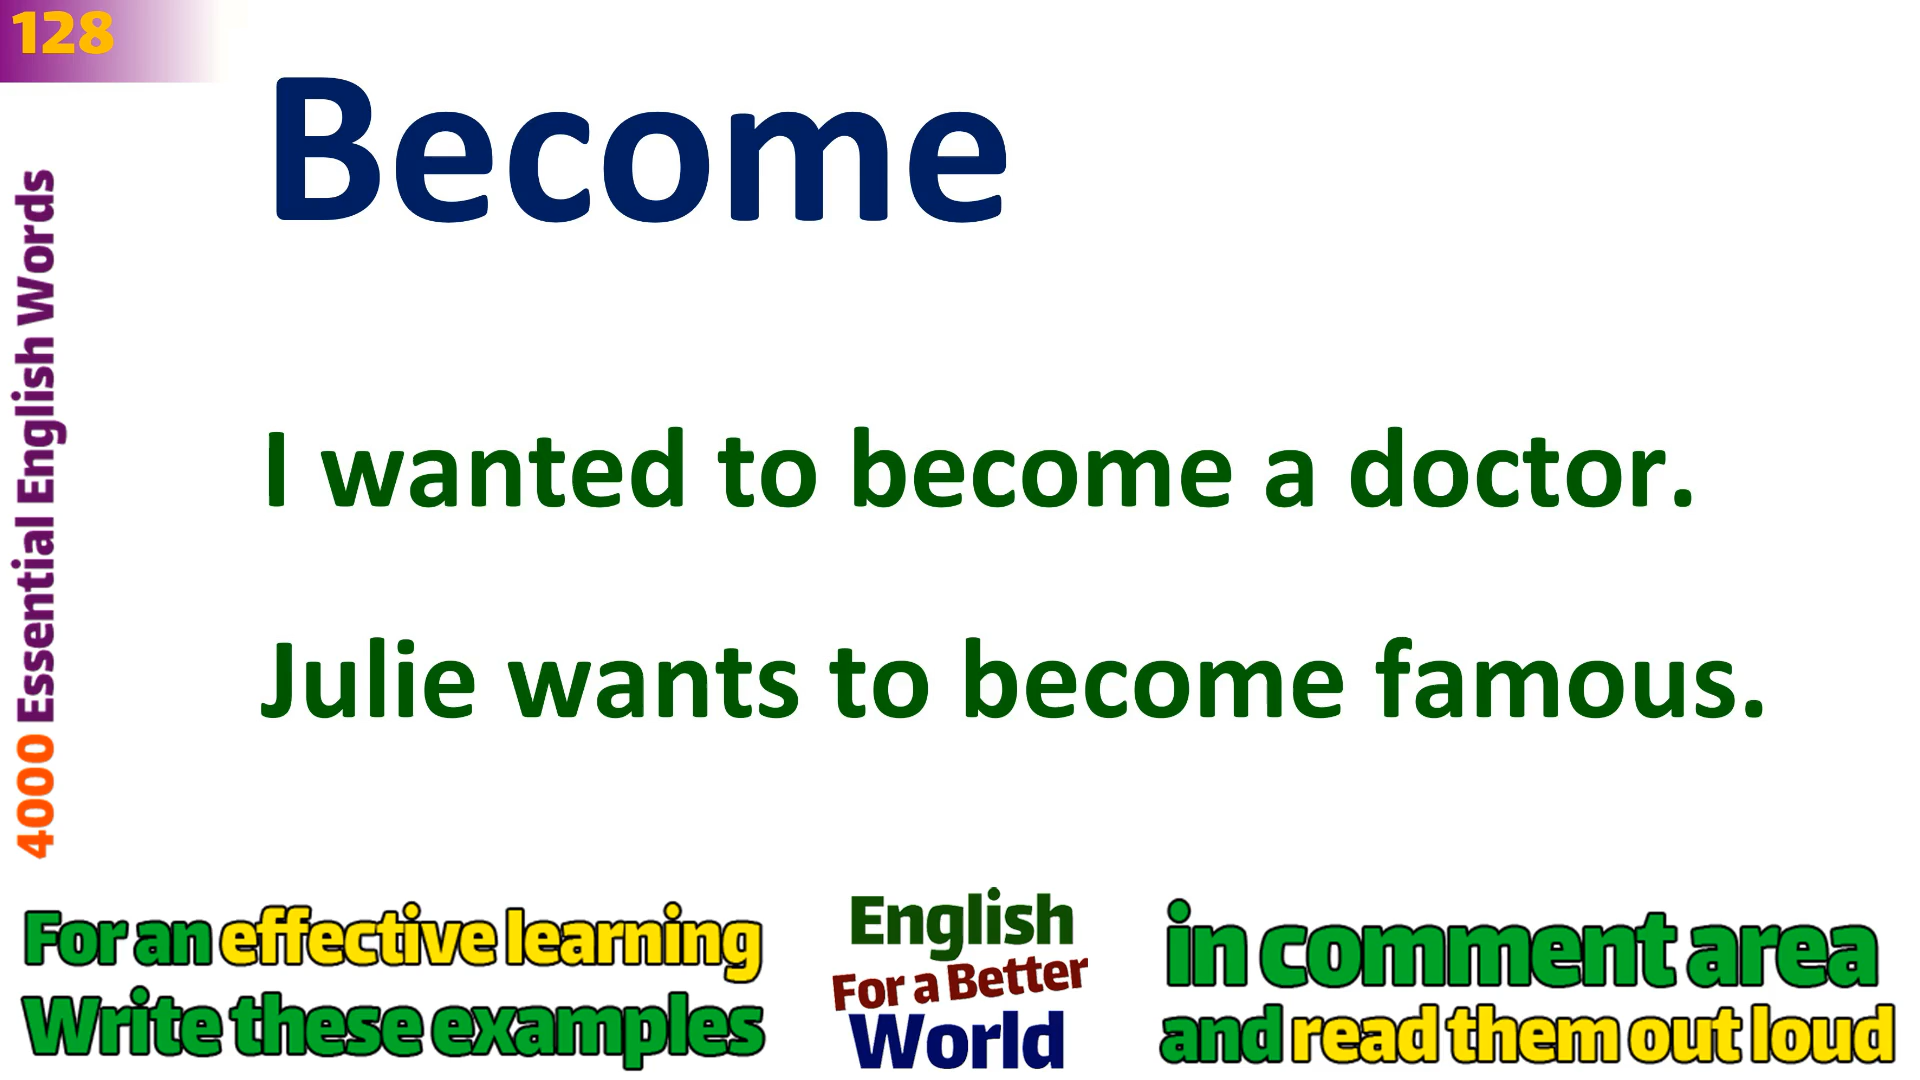 128
Become
4000 Essential English Words
I wanted to become a doctor.
Julie wants to become famous.
For an effective learning
Write these examples
English
For a Better
World
in comment area
and read them out loud